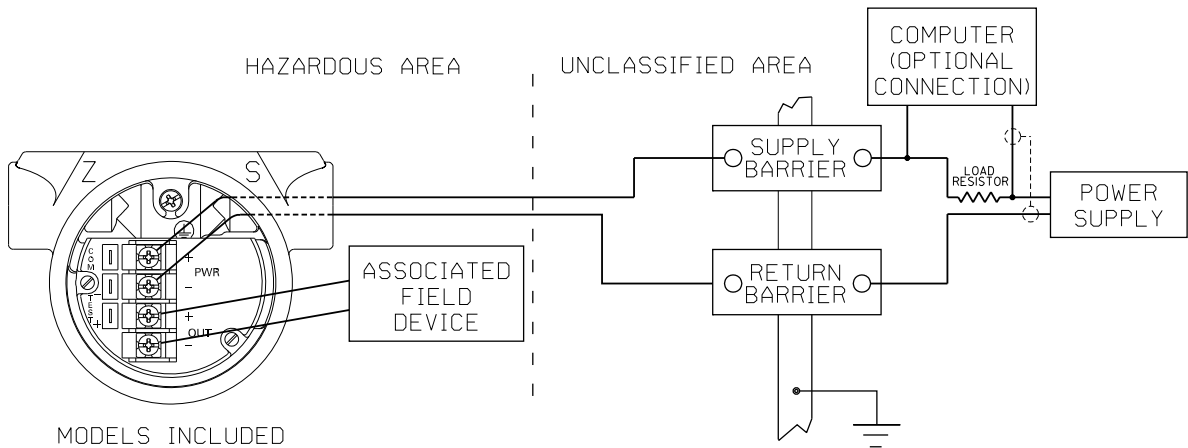 COMPUTER
(OPTIONAL
CONNECTION)
HAZARDOUS AREA
UNCLASSIFIED AREA
SUPPLY
BARRIER
LOAD
RESISTOR
POWER
SUPPLY
Z
S
COM
+
PWR
-
TEST
-
+
+
OUT
-
ASSOCIATED
FIELD
DEVICE
RETURN
BARRIER
MODELS INCLUDED